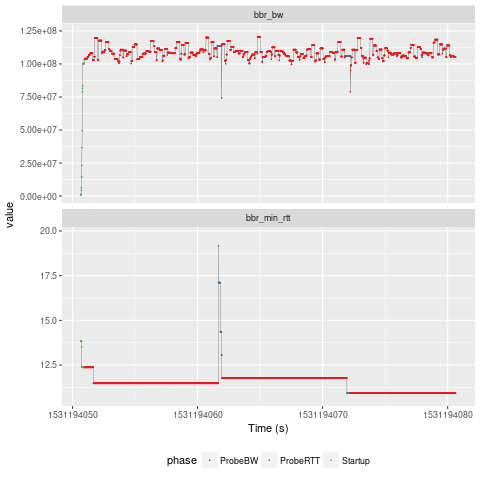 bbr_bw
1.25e+08
1.00e+08
7.50e+07
5.00e+07
2.50e+07
0.00e+00
value
bbr_min_rtt
20.0
17.5
15.0
12.5
1531194050 1531194060 1531194070 1531194080
Time (s)
phase ProbeBW ProbeRTT Startup